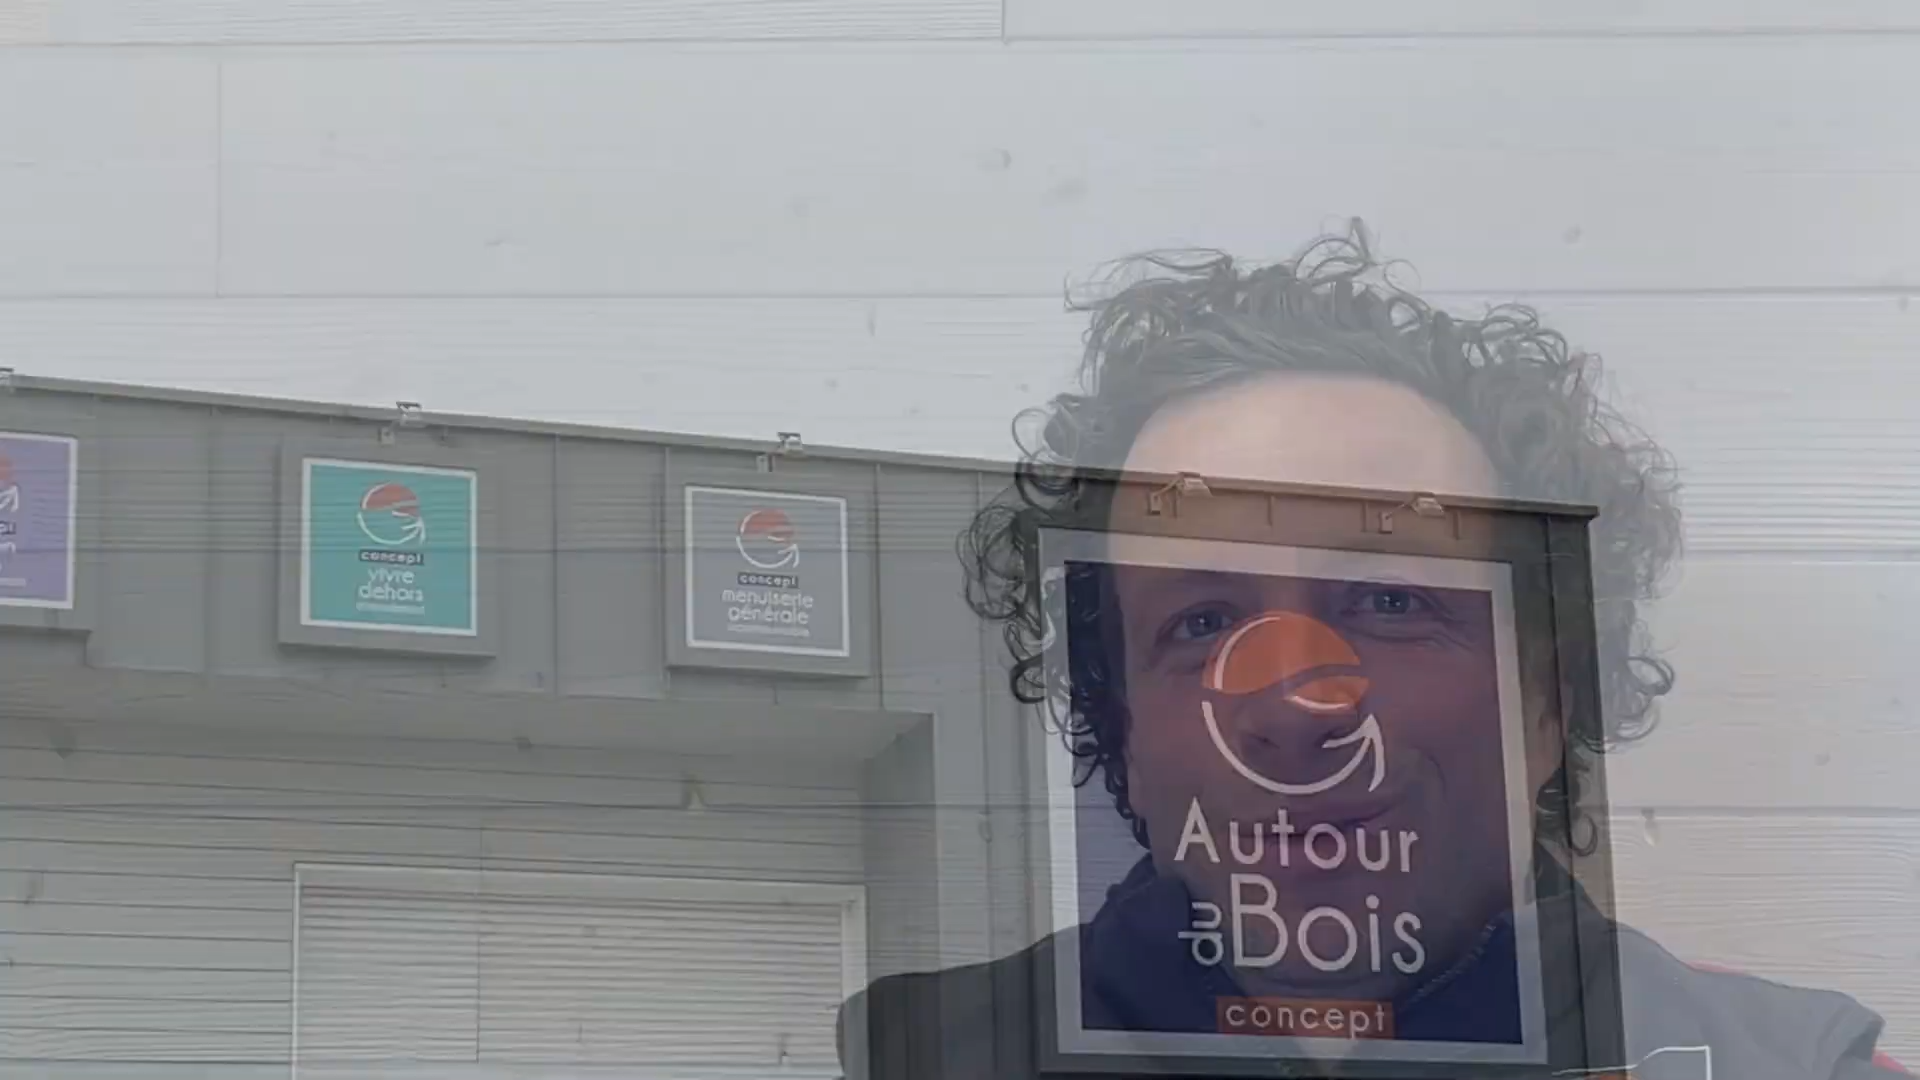 concept
vivre
dehors
concept
menuiserie
générale
Autour
du Bois
concept